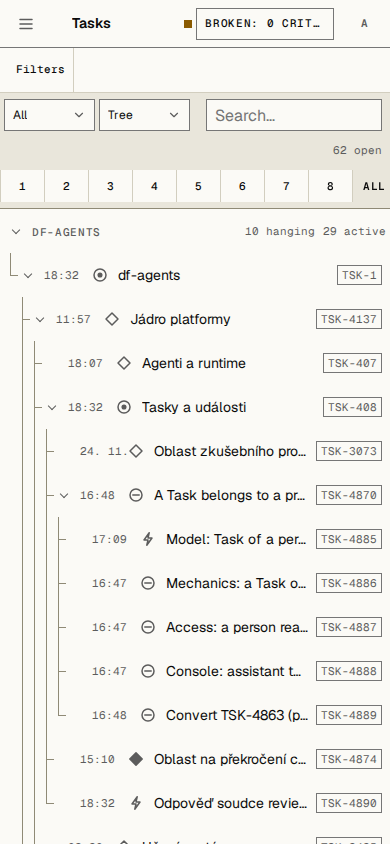 Tasks BROKEN: 0 CRIT… A
Filters
All Tree Search…
62 open
1 2 3 4 5 6 7 8 ALL
DF-AGENTS 10 hanging 29 active
18:32 df-agents TSK-1
11:57 Jádro platformy TSK-4137
18:07 Agenti a runtime TSK-407
18:32 Tasky a události TSK-408
24. 11. Oblast zkušebního pro… TSK-3073
16:48 A Task belongs to a pr… TSK-4870
17:09 Model: Task of a per… TSK-4885
16:47 Mechanics: a Task o… TSK-4886
16:47 Access: a person rea… TSK-4887
16:47 Console: assistant t… TSK-4888
16:48 Convert TSK-4863 (p… TSK-4889
15:10 Oblast na překročení c… TSK-4874
18:32 Odpověď soudce revie… TSK-4890